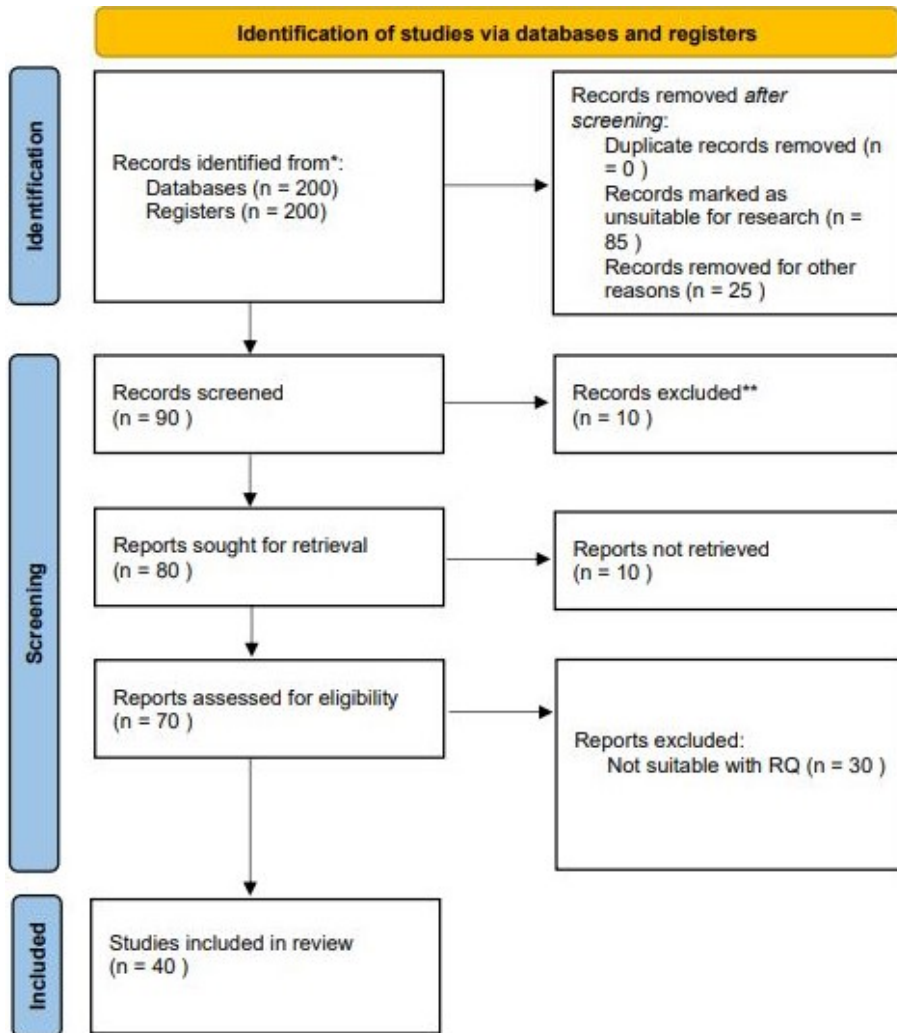 Identification of studies via databases and registers
Identification
Records identified from*:
Databases (n = 200)
Registers (n = 200)
Records removed after
screening:
Duplicate records removed (n
= 0 )
Records marked as
unsuitable for research (n =
85 )
Records removed for other
reasons (n = 25 )
Screening
Records screened
(n = 90 )
Records excluded**
(n = 10 )
Reports sought for retrieval
(n = 80 )
Reports not retrieved
(n = 10 )
Reports assessed for eligibility
(n = 70 )
Reports excluded:
Not suitable with RQ (n = 30 )
Included
Studies included in review
(n = 40 )